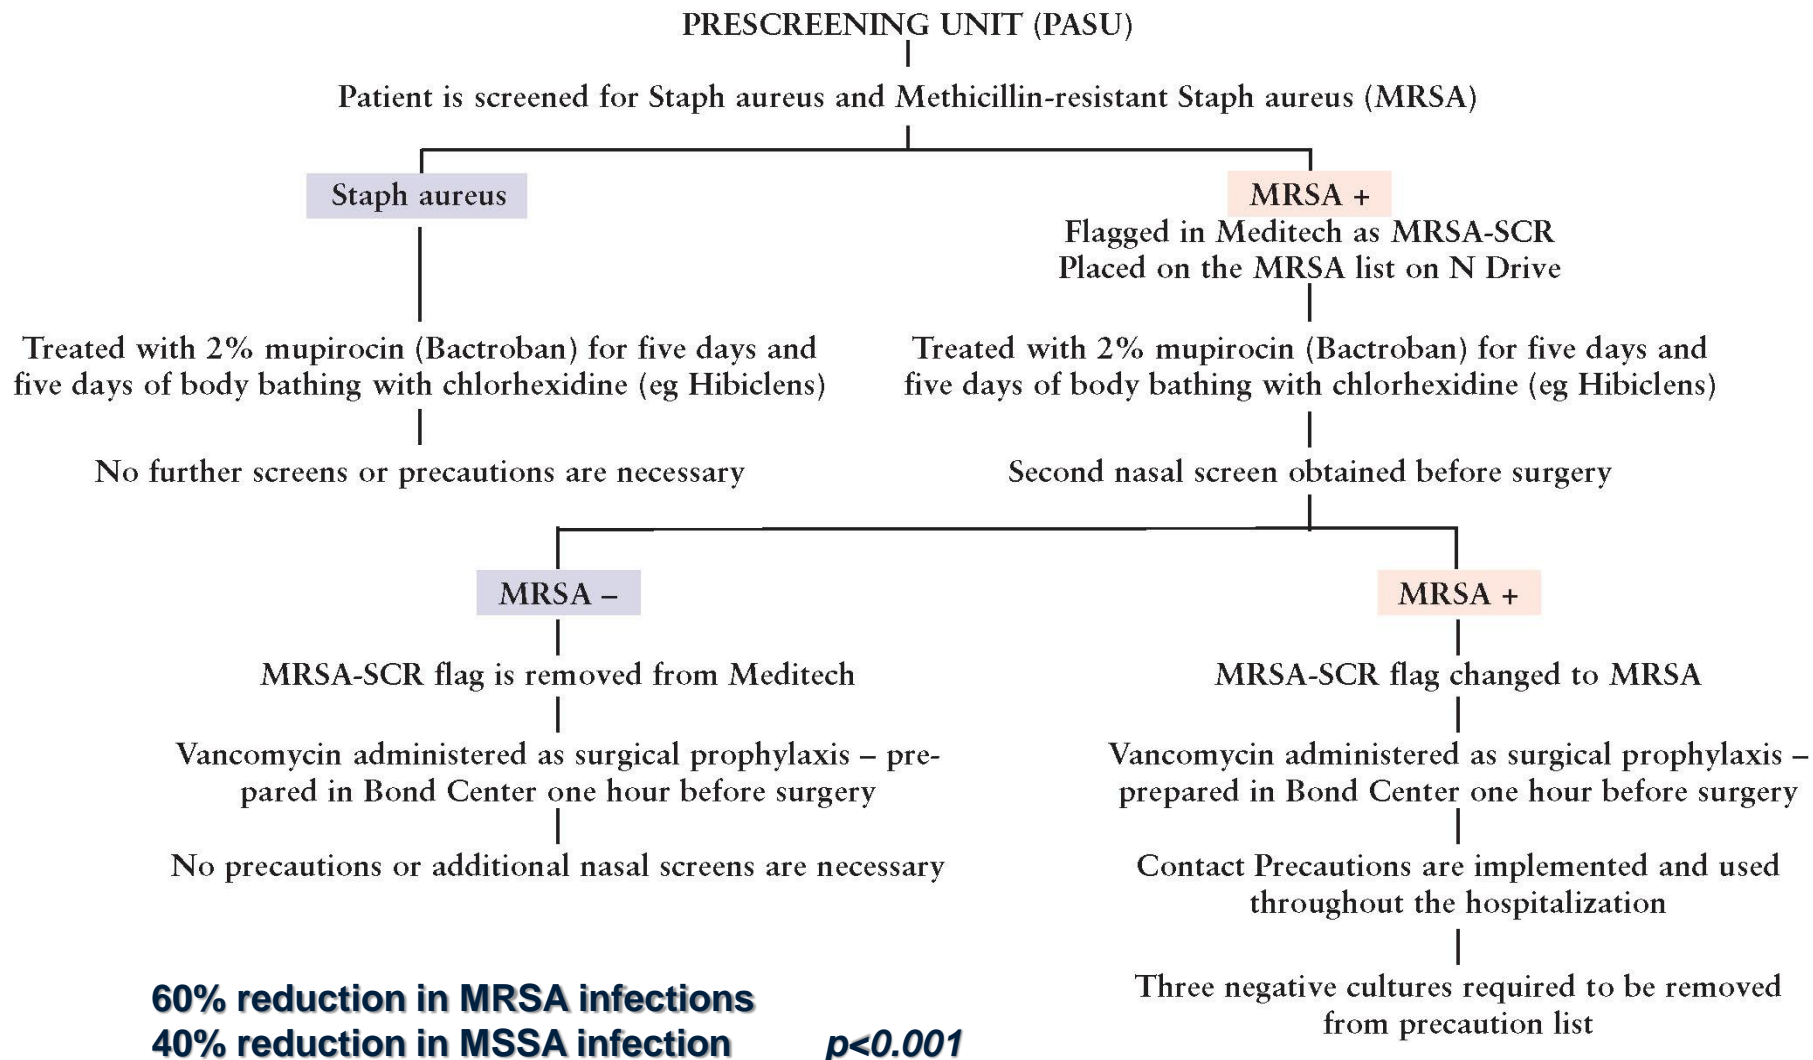 PRESCREENING UNIT (PASU)
Patient is screened for Staph aureus and Methicillin-resistant Staph aureus (MRSA)
Staph aureus
MRSA +
Flagged in Meditech as MRSA-SCR
Placed on the MRSA list on N Drive
Treated with 2% mupirocin (Bactroban) for five days and
five days of body bathing with chlorhexidine (eg Hibiclens)
Treated with 2% mupirocin (Bactroban) for five days and
five days of body bathing with chlorhexidine (eg Hibiclens)
No further screens or precautions are necessary
Second nasal screen obtained before surgery
MRSA –
MRSA +
MRSA-SCR flag is removed from Meditech
MRSA-SCR flag changed to MRSA
Vancomycin administered as surgical prophylaxis – pre-
pared in Bond Center one hour before surgery
Vancomycin administered as surgical prophylaxis –
prepared in Bond Center one hour before surgery
No precautions or additional nasal screens are necessary
Contact Precautions are implemented and used
throughout the hospitalization
Three negative cultures required to be removed
from precaution list
60% reduction in MRSA infections
40% reduction in MSSA infection p<0.001